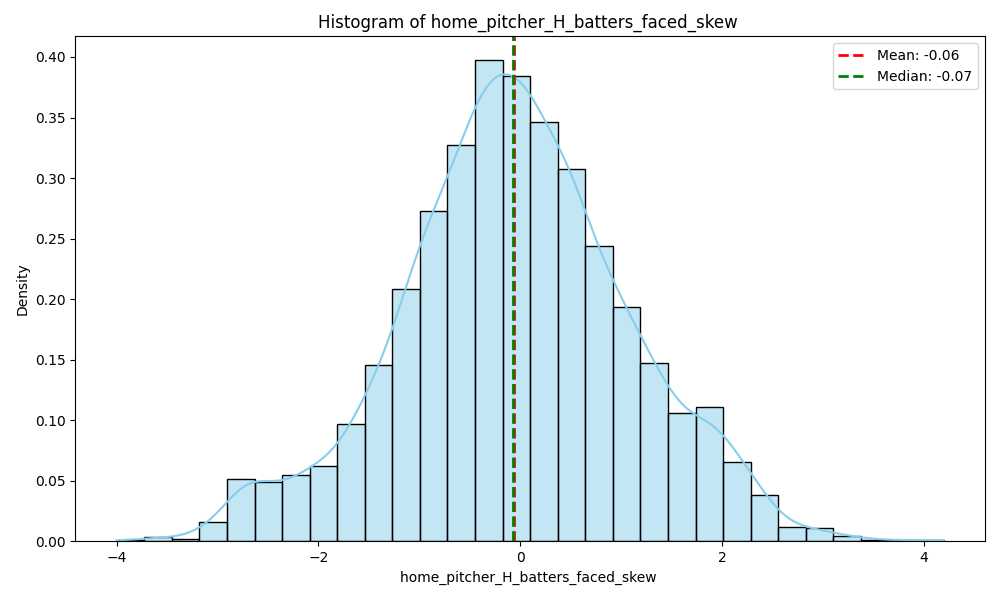 Histogram of home_pitcher_H_batters_faced_skew
Mean: -0.06
Median: -0.07
0.40
0.35
0.30
0.25
0.20
0.15
0.10
0.05
0.00
Density
−4
−2
0
2
4
home_pitcher_H_batters_faced_skew